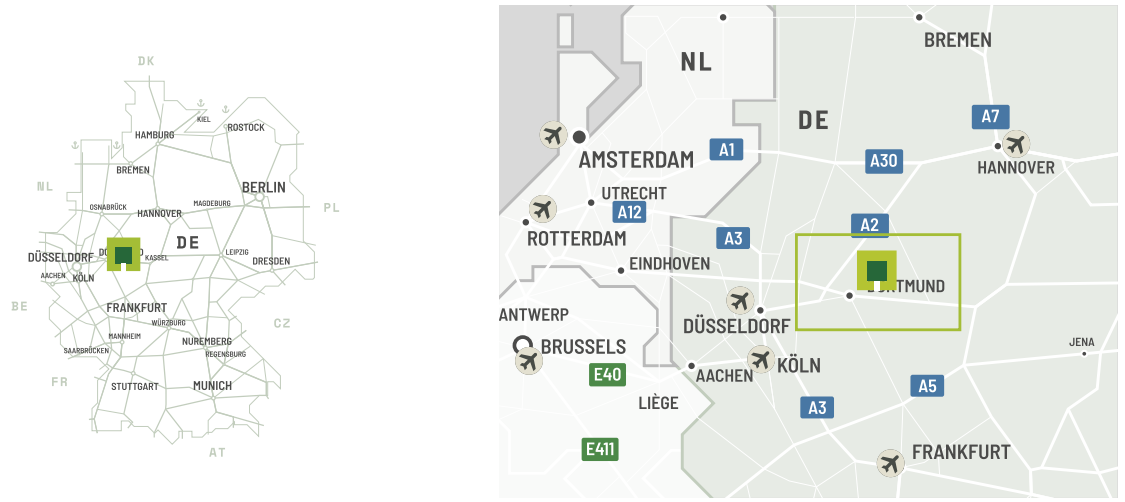 DK
KIEL
ROSTOCK
HAMBURG
BREMEN
NL
BERLIN
OSNABRÜCK
HANNOVER
MAGDEBURG
PL
DE
DÜSSELDORF
KASSEL
LEIPZIG
DRESDEN
AACHEN
KÖLN
BE
FRANKFURT
WÜRZBURG
CZ
MANNHEIM
NUREMBERG
SAARBRÜCKEN
REGENSBURG
FR
STUTTGART
MUNICH
AT
BREMEN
NL
DE
A7
AMSTERDAM
A1
A30
HANNOVER
UTRECHT
A12
A2
ROTTERDAM
A3
EINDHOVEN
DORTMUND
ANTWERP
DÜSSELDORF
BRUSSELS
JENA
E40
AACHEN
KÖLN
LIÈGE
A5
A3
E411
FRANKFURT